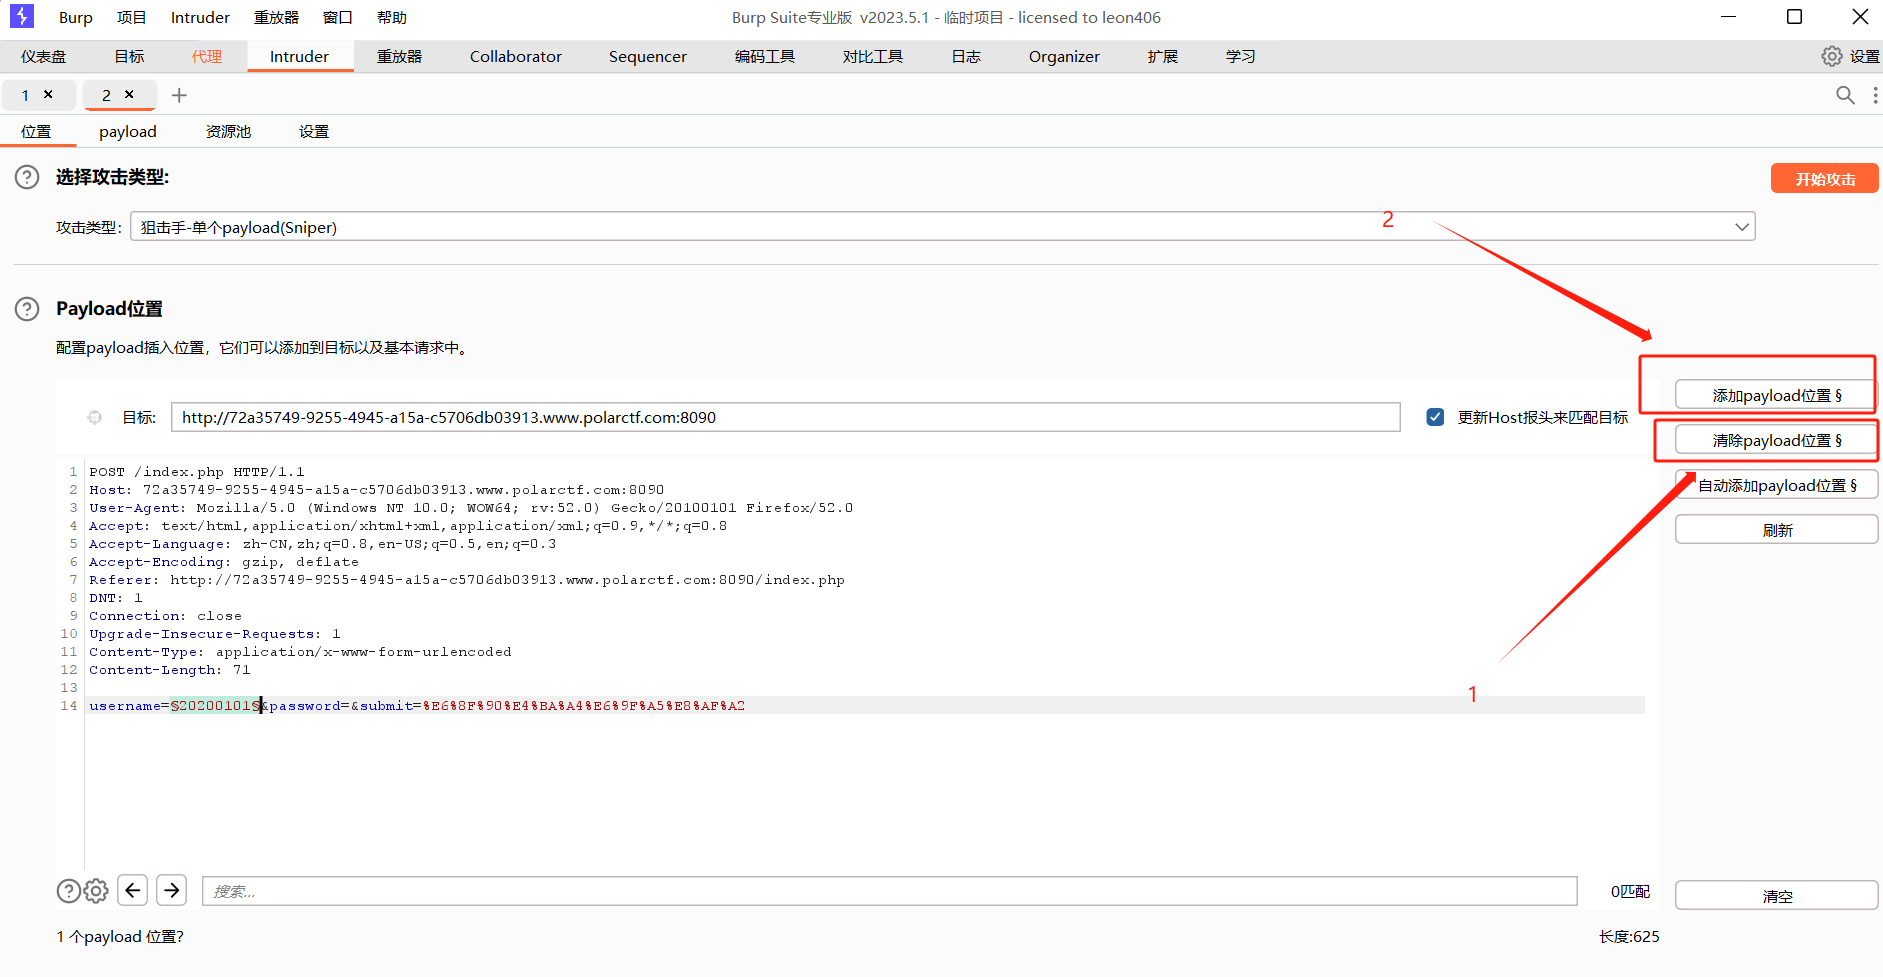 Burp 项目 Intruder 重放器 窗口 帮助 Burp Suite专业版 v2023.5.1 - 临时项目 - licensed to leon406
仪表盘 目标 代理 Intruder 重放器 Collaborator Sequencer 编码工具 对比工具 日志 Organizer 扩展 学习 设置
1 × 2 × +
位置 payload 资源池 设置
选择攻击类型:
开始攻击
攻击类型: 狙击手-单个payload(Sniper)
2
Payload位置
配置payload插入位置，它们可以添加到目标以及基本请求中。
添加payload位置 §
目标: http://72a35749-9255-4945-a15a-c5706db03913.www.polarctf.com:8090 更新Host报头来匹配目标
清除payload位置 §
自动添加payload位置 §
刷新
1 POST /index.php HTTP/1.1
2 Host: 72a35749-9255-4945-a15a-c5706db03913.www.polarctf.com:8090
3 User-Agent: Mozilla/5.0 (Windows NT 10.0; WOW64; rv:52.0) Gecko/20100101 Firefox/52.0
4 Accept: text/html,application/xhtml+xml,application/xml;q=0.9,*/*;q=0.8
5 Accept-Language: zh-CN,zh;q=0.8,en-US;q=0.5,en;q=0.3
6 Accept-Encoding: gzip, deflate
7 Referer: http://72a35749-9255-4945-a15a-c5706db03913.www.polarctf.com:8090/index.php
8 DNT: 1
9 Connection: close
10 Upgrade-Insecure-Requests: 1
11 Content-Type: application/x-www-form-urlencoded
12 Content-Length: 71
13
14 username=§20200101§&password=&submit=%E6%8F%90%E4%BA%A4%E6%9F%A5%E8%AF%A2
1
搜索... 0匹配
清空
1 个payload 位置?
长度:625